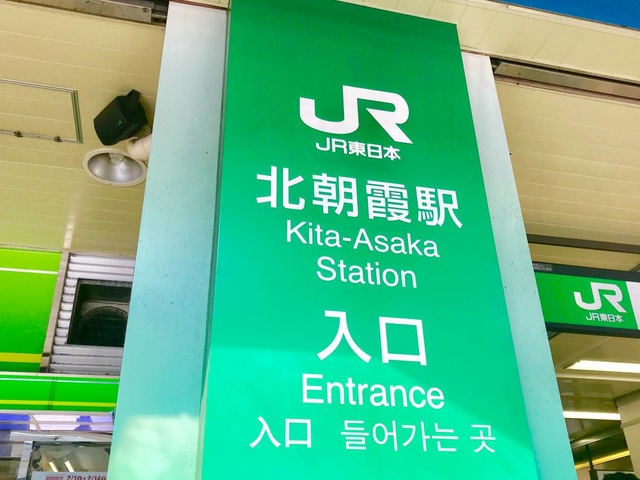 JR
JR東日本
北朝霞駅
Kita-Asaka
Station
入口
Entrance
入口 들어가는 곳
JR
JR東日本